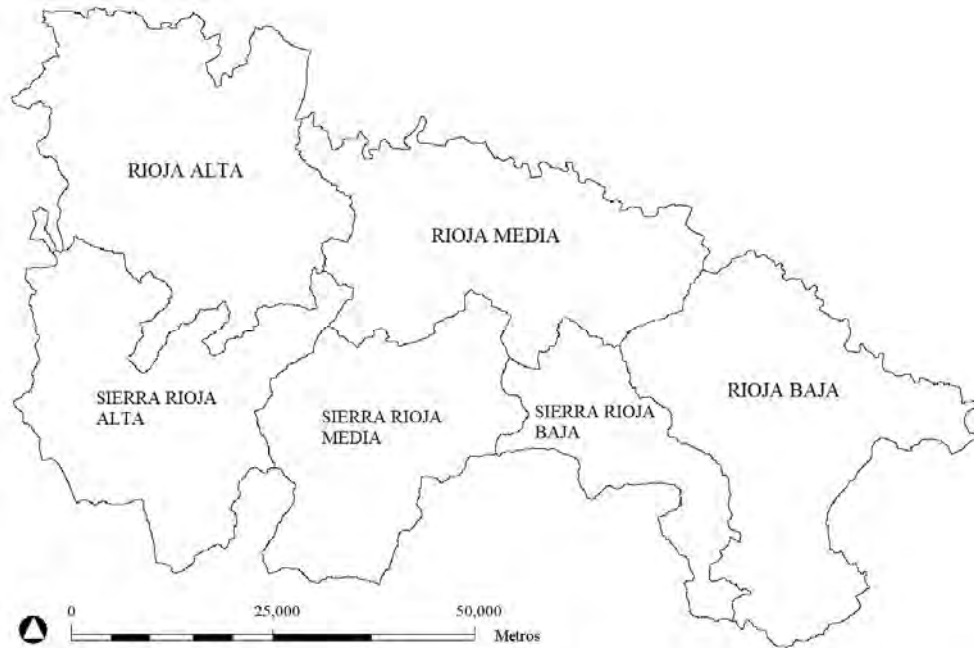 RIOJA ALTA
RIOJA MEDIA
RIOJA BAJA
SIERRA RIOJA
ALTA
SIERRA RIOJA
MEDIA
SIERRA RIOJA
BAJA
0 25,000 50,000
Metros